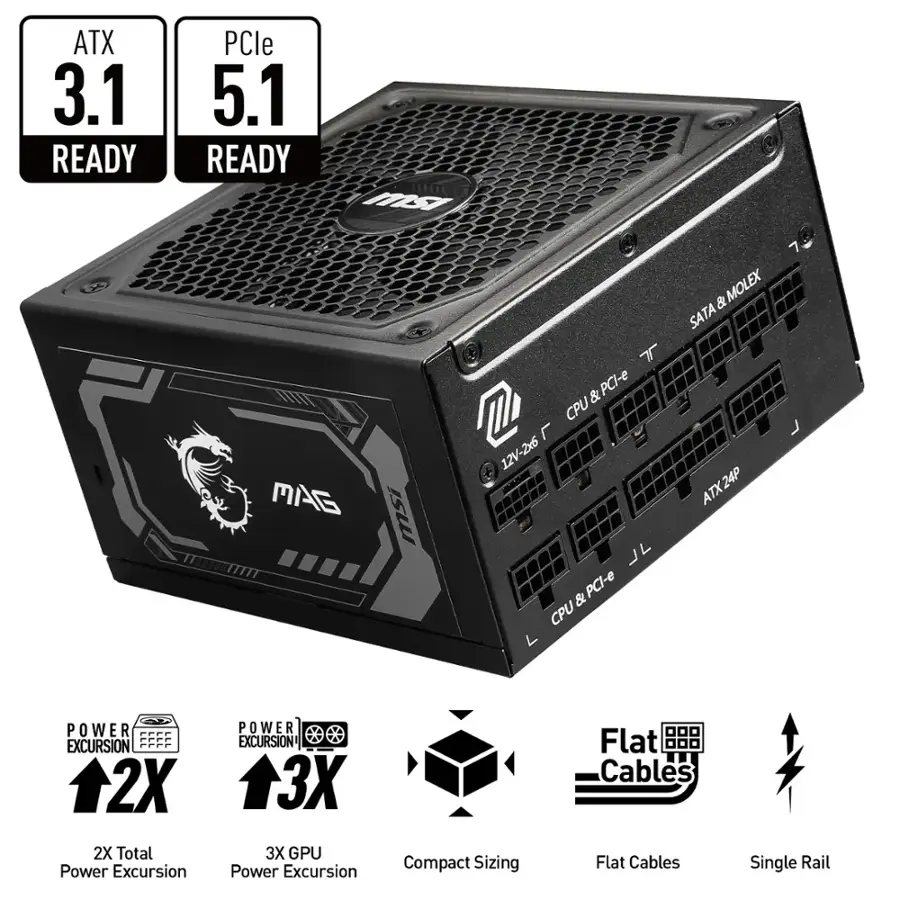 ATX
3.1
READY
PCIe
5.1
READY
msi
SATA & MOLEX
CPU & PCI-e
12V-2x6
ATX 24P
CPU & PCI-e
MAG
msi
POWER
EXCURSION
2X
2X Total
Power Excursion
POWER
EXCURSION
3X
3X GPU
Power Excursion
Compact Sizing
Flat
Cables
Flat Cables
Single Rail